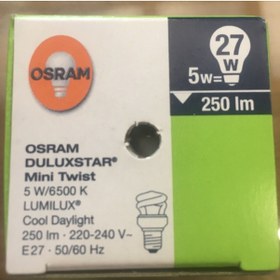 OSRAM
27
W
5w=
250 lm
OSRAM
DULUXSTAR®
Mini Twist
5 W/6500 K
LUMILUX®
Cool Daylight
250 lm · 220-240 V~
E27 · 50/60 Hz